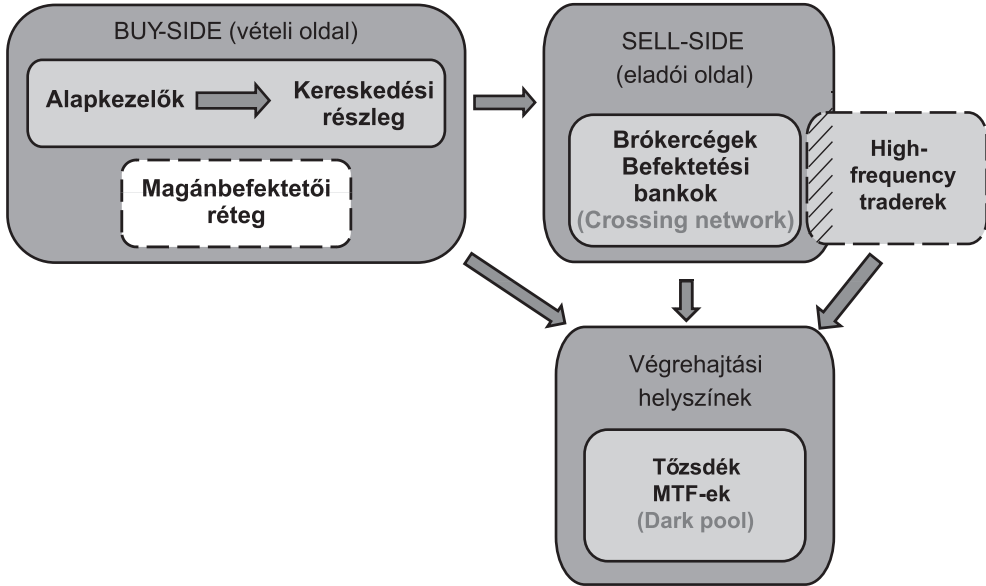 BUY-SIDE (vételi oldal)
Alapkezelők
Kereskedési
részleg
Magánbefektetői
réteg
SELL-SIDE
(eladói oldal)
Brókercégek
Befektetési
bankok
(Crossing network)
High-
frequency
traderek
Végrehajtási
helyszínek
Tőzsdék
MTF-ek
(Dark pool)